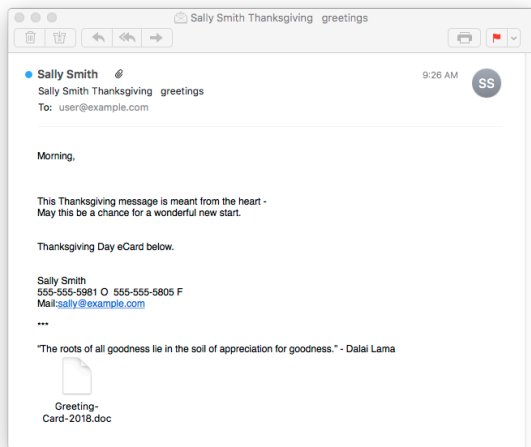 Sally Smith Thanksgiving greetings
Sally Smith
9:26 AM
SS
Sally Smith Thanksgiving greetings
To: user@example.com
Morning,
This Thanksgiving message is meant from the heart -
May this be a chance for a wonderful new start.
Thanksgiving Day eCard below.
Sally Smith
555-555-5981 O 555-555-5805 F
Mail:sally@example.com
***
"The roots of all goodness lie in the soil of appreciation for goodness." - Dalai Lama
Greeting-
Card-2018.doc